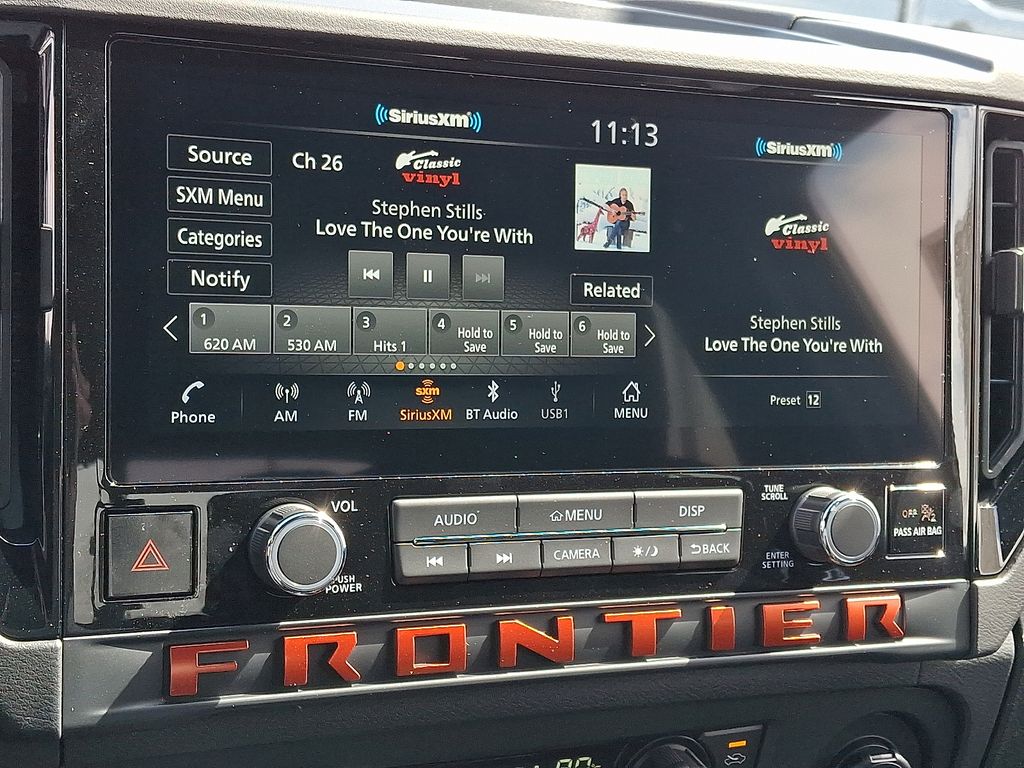 SiriusXM
11:13
SiriusXM
Source
Ch 26
Classic
vinyl
SXM Menu
Stephen Stills
Love The One You're With
Categories
Classic
vinyl
Notify
Related
1
620 AM
2
530 AM
3
Hits 1
4
Hold to
Save
5
Hold to
Save
6
Hold to
Save
Stephen Stills
Love The One You're With
Phone
AM
FM
sxm
SiriusXM
BT Audio
USB1
MENU
Preset 12
VOL
PUSH
POWER
AUDIO
MENU
DISP
CAMERA
BACK
TUNE
SCROLL
ENTER
SETTING
OFF
PASS AIR BAG
FRONTIER